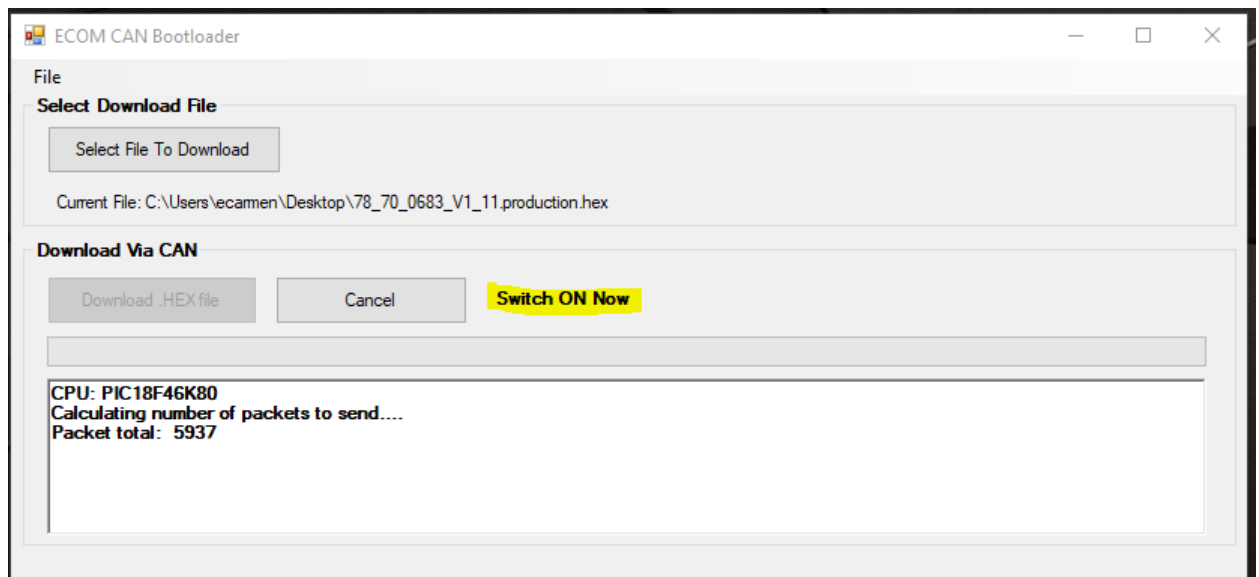 ECOM CAN Bootloader
File
Select Download File
Select File To Download
Current File: C:\Users\ecarmen\Desktop\78_70_0683_V1_11.production.hex
Download Via CAN
Download .HEX file
Cancel
Switch ON Now
CPU: PIC18F46K80
Calculating number of packets to send....
Packet total:  5937